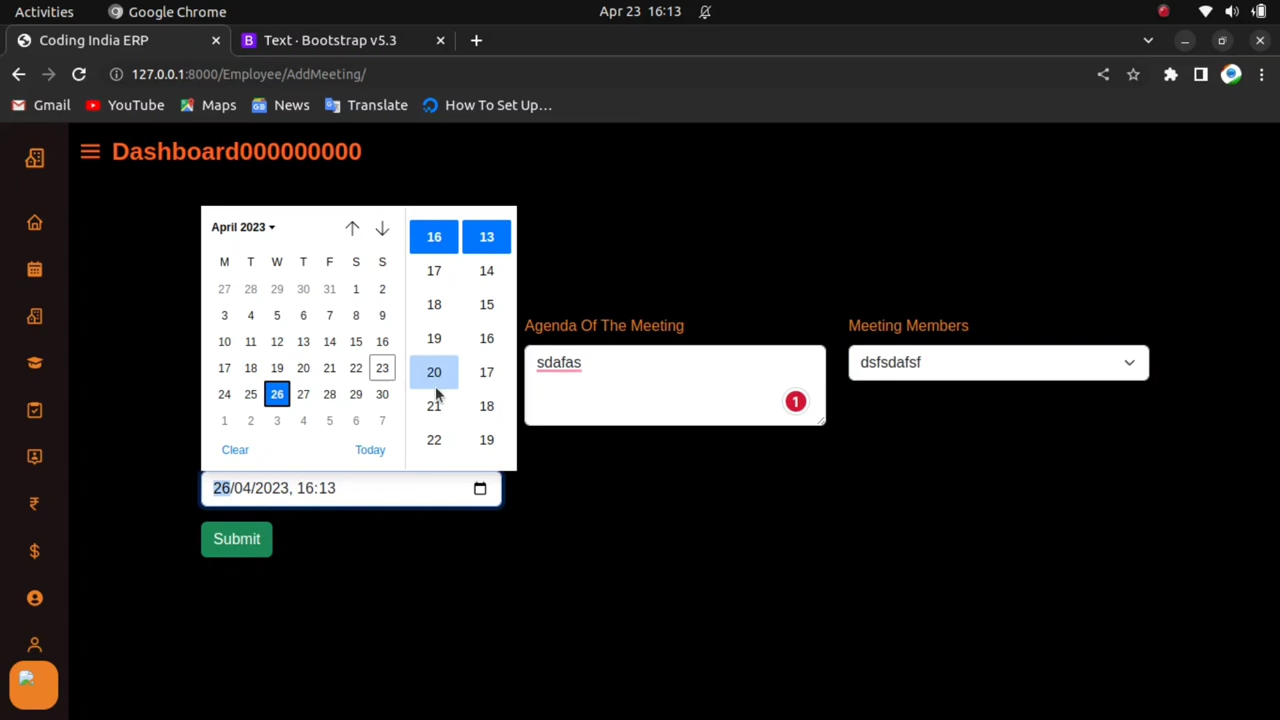 Activities
Google Chrome
Apr 23 16:13
Coding India ERP
B Text · Bootstrap v5.3
127.0.0.1:8000/Employee/AddMeeting/
Gmail YouTube Maps GE News Translate How To Set Up...
Dashboard000000000
April 2023
M T W T F S S
27 28 29 30 31 1 2
3 4 5 6 7 8 9
10 11 12 13 14 15 16
17 18 19 20 21 22 23
24 25 26 27 28 29 30
1 2 3 4 5 6 7
Clear Today
16 13
17 14
18 15
19 16
20 17
21 18
22 19
26/04/2023, 16:13
Agenda Of The Meeting
sdafas
1
Meeting Members
dsfsdafsf
Submit